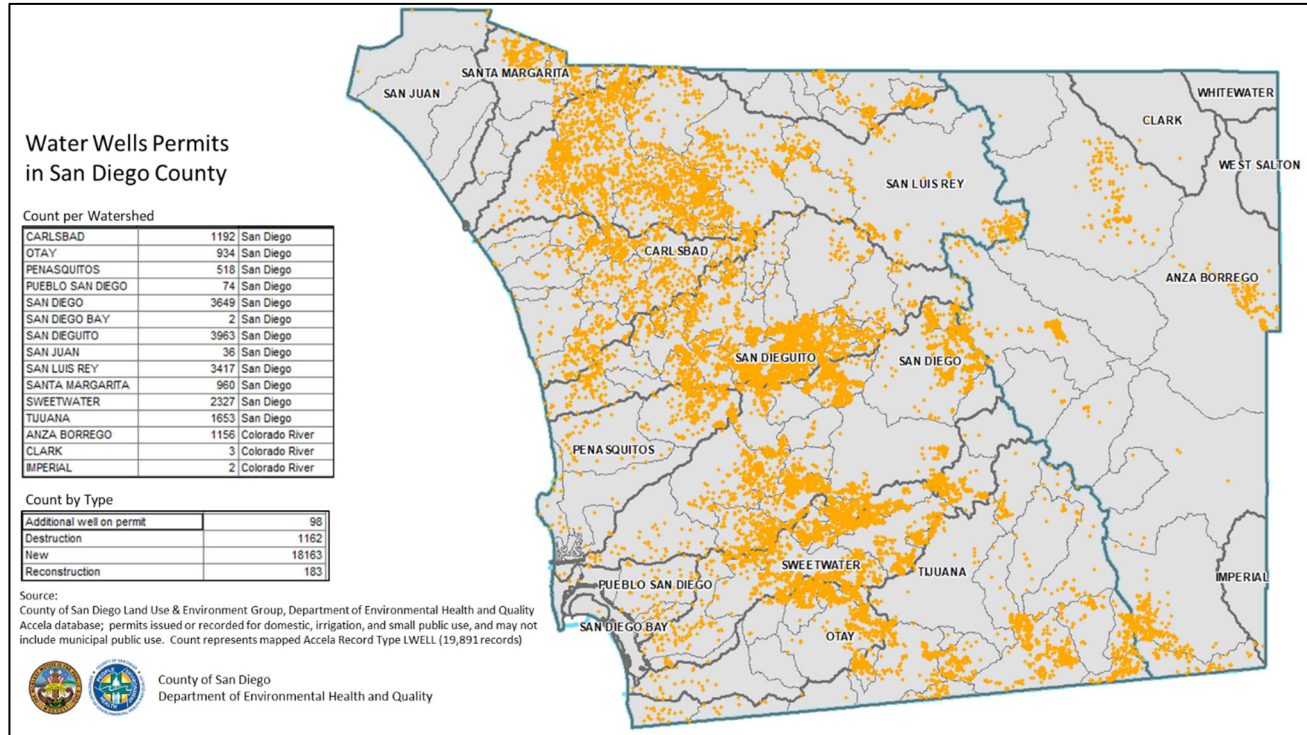 Water Wells Permits
in San Diego County
Count per Watershed
CARLSBAD 1192 San Diego
OTAY 934 San Diego
PENASQUITOS 518 San Diego
PUEBLO SAN DIEGO 74 San Diego
SAN DIEGO 3649 San Diego
SAN DIEGO BAY 2 San Diego
SAN DIEGUITO 3963 San Diego
SAN JUAN 36 San Diego
SAN LUIS REY 3417 San Diego
SANTA MARGARITA 960 San Diego
SWEETWATER 2327 San Diego
TIJUANA 1653 San Diego
ANZA BORREGO 1156 Colorado River
CLARK 3 Colorado River
IMPERIAL 2 Colorado River
Count by Type
Additional well on permit 98
Destruction 1162
New 18163
Reconstruction 183
Source:
County of San Diego Land Use & Environment Group, Department of Environmental Health and Quality
Accela database; permits issued or recorded for domestic, irrigation, and small public use, and may not
include municipal public use. Count represents mapped Accela Record Type LWELL (19,891 records)
County of San Diego
Department of Environmental Health and Quality
SANTA MARGARITA
SAN JUAN
WHITEWATER
CLARK
WEST SALTON
SAN LUIS REY
CARLSBAD
ANZA BORREGO
SAN DIEGUITO
SAN DIEGO
PENASQUITOS
SWEETWATER
TIJUANA
PUEBLO SAN DIEGO
IMPERIAL
SAN DIEGO BAY
OTAY